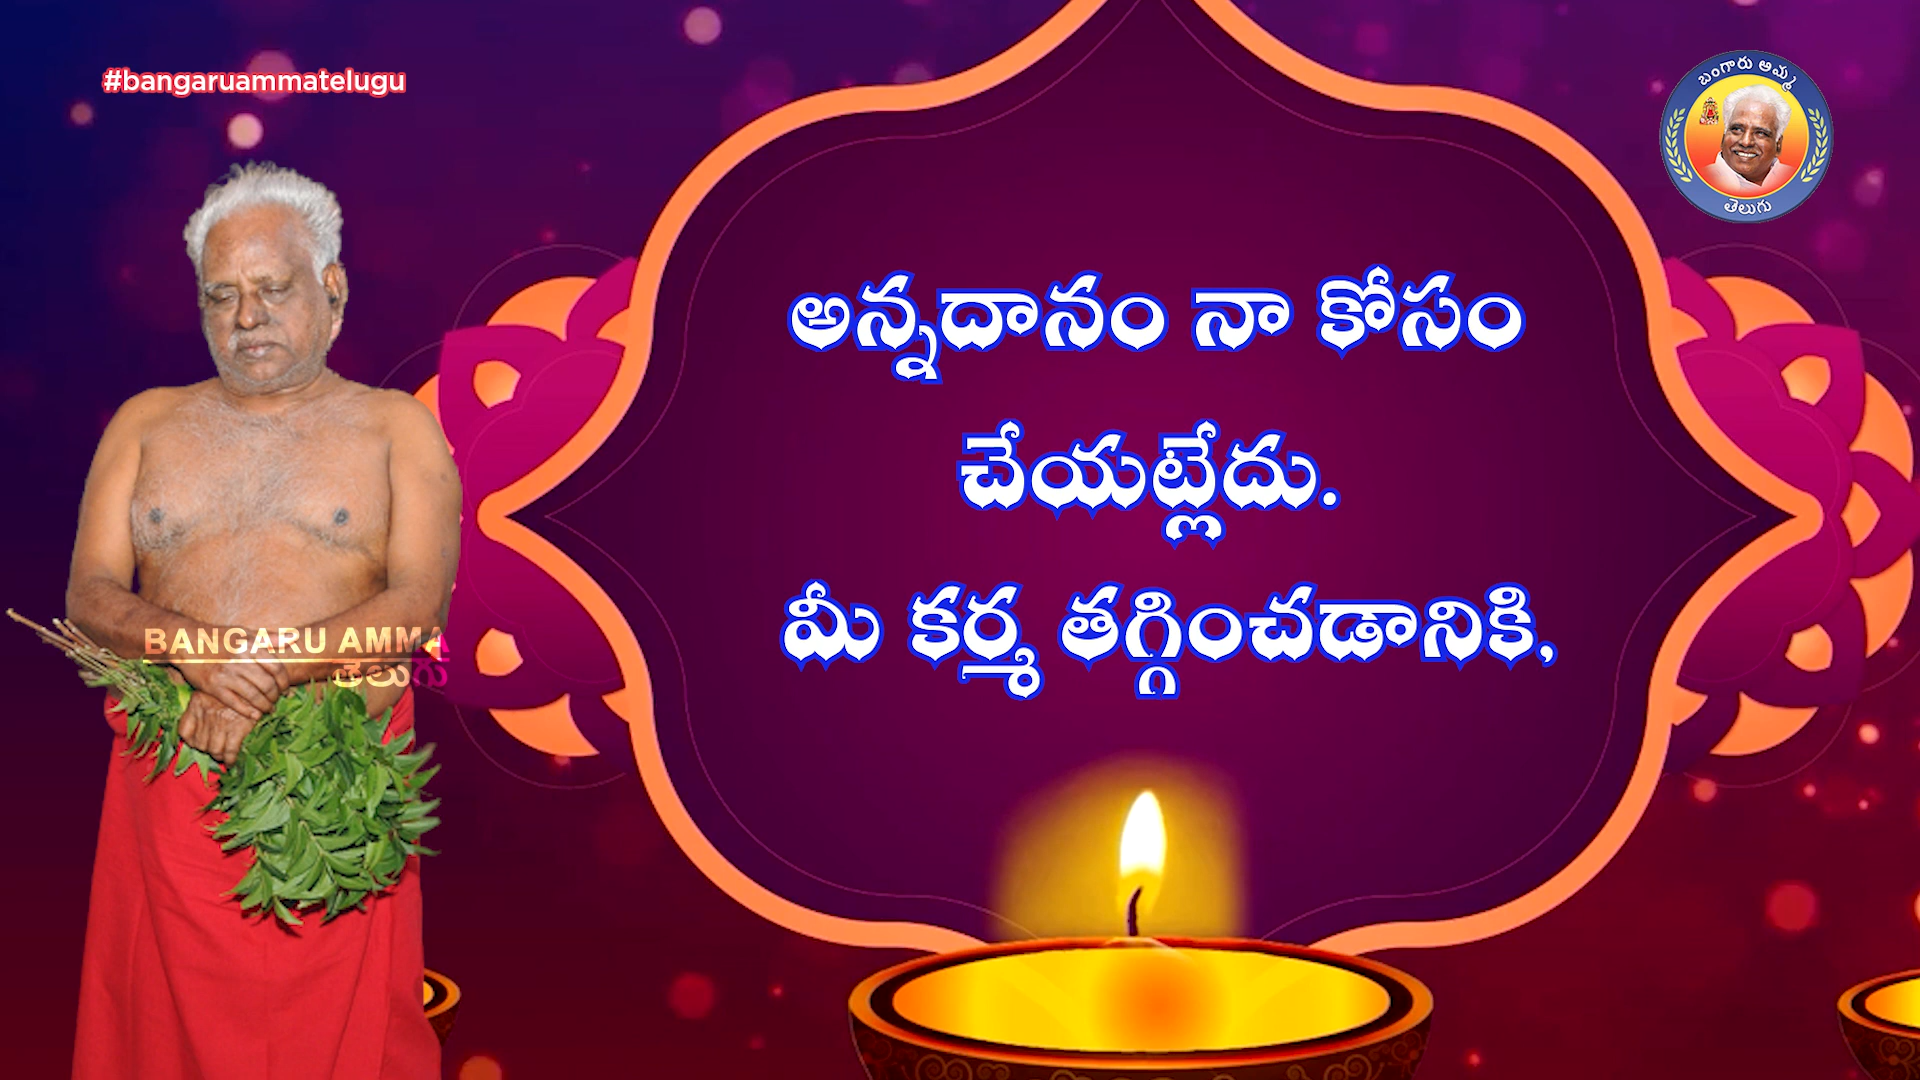 #bangaruammatelugu
బంగారు అమ్మ
తెలుగు
అన్నదానం నా కోసం
చేయట్లేదు.
మీ కర్మ తగ్గించడానికి,
BANGARU AMMA
తెలుగు